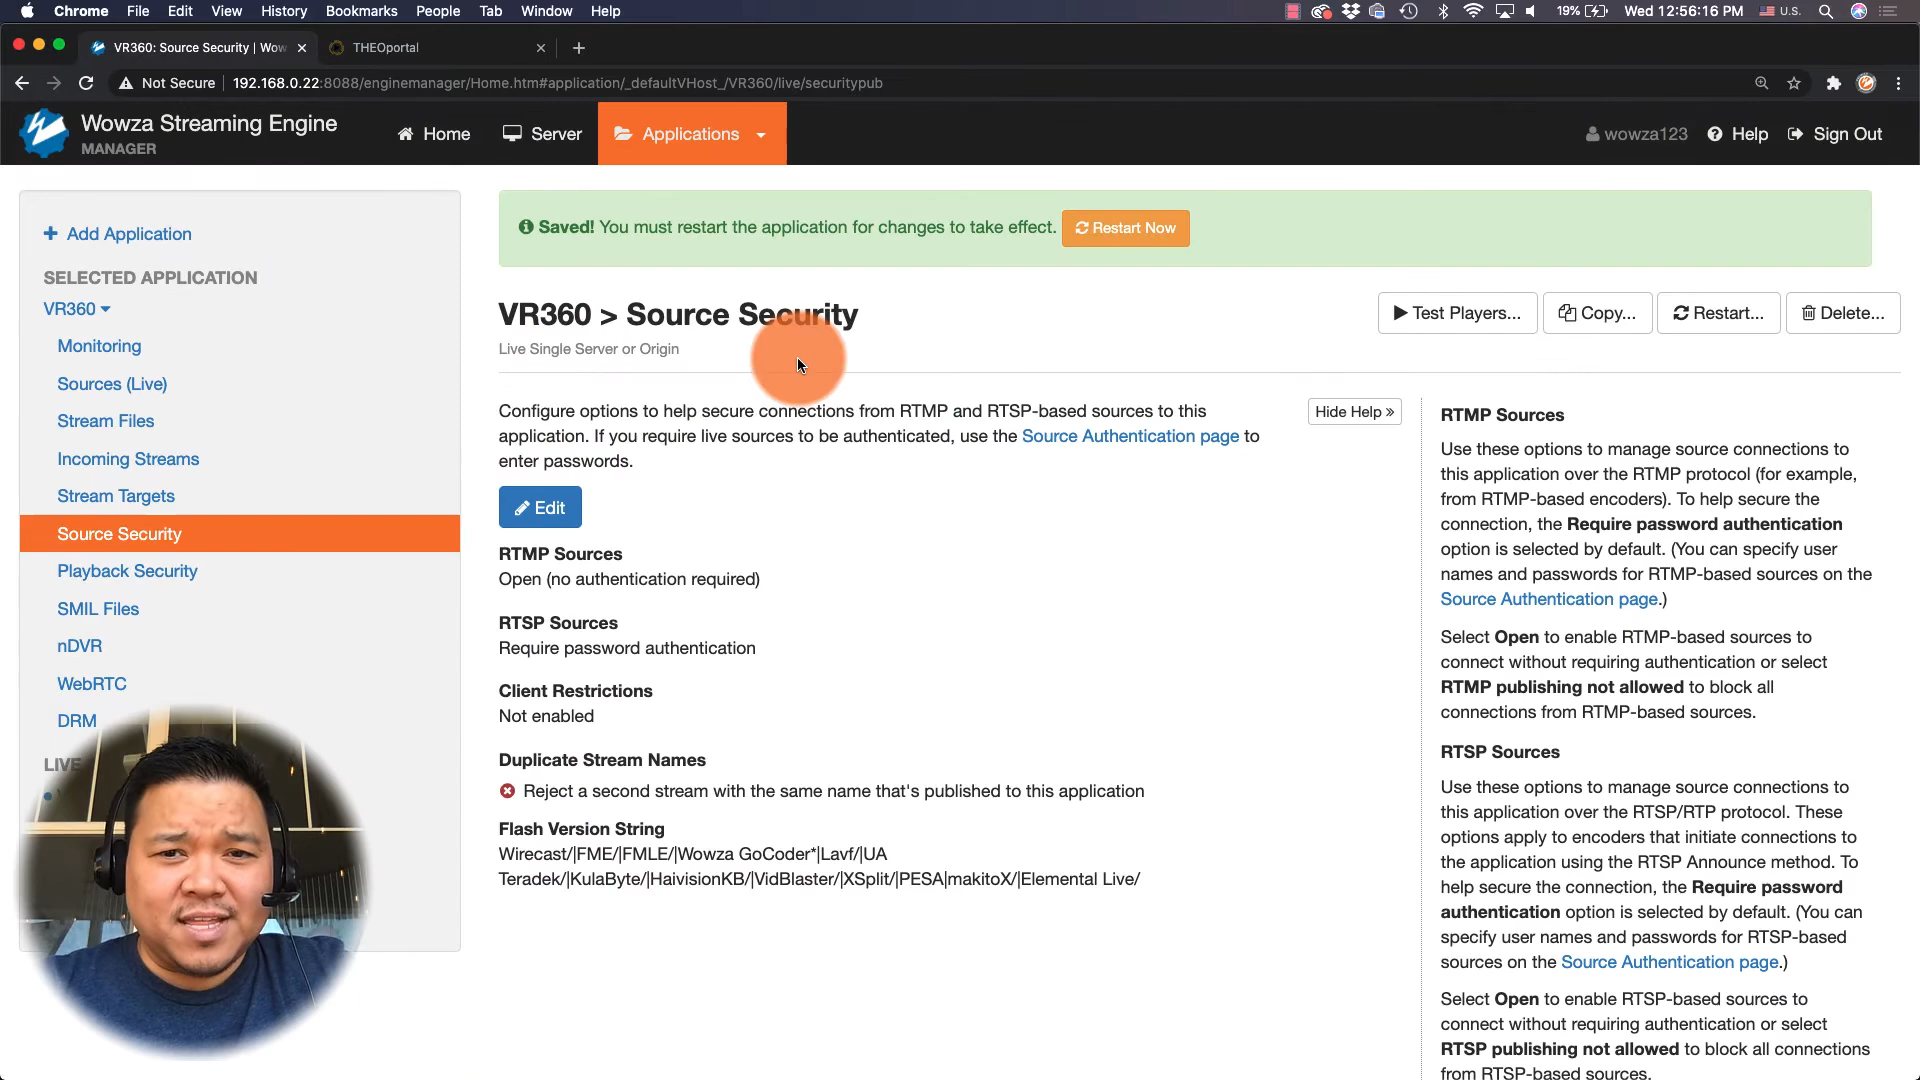 Chrome File Edit View History Bookmarks People Tab Window Help
19% Wed 12:56:16 PM U.S.
VR360: Source Security | Wow
THEOportal
Not Secure 192.168.0.22:8088/enginemanager/Home.htm#application/_defaultVHost_/VR360/live/securitypub
Wowza Streaming Engine
MANAGER
Home Server Applications
wowza123 Help Sign Out
Add Application
SELECTED APPLICATION
VR360
Monitoring
Sources (Live)
Stream Files
Incoming Streams
Stream Targets
Source Security
Playback Security
SMIL Files
nDVR
WebRTC
DRM
LIVE
Saved! You must restart the application for changes to take effect. Restart Now
VR360 > Source Security
Live Single Server or Origin
Test Players... Copy... Restart... Delete...
Configure options to help secure connections from RTMP and RTSP-based sources to this
application. If you require live sources to be authenticated, use the Source Authentication page to
enter passwords.
Hide Help »
Edit
RTMP Sources
Open (no authentication required)
RTSP Sources
Require password authentication
Client Restrictions
Not enabled
Duplicate Stream Names
Reject a second stream with the same name that's published to this application
Flash Version String
Wirecast/|FME/|FMLE/|Wowza GoCoder*|Lavf/|UA
Teradek/|KulaByte/|HaivisionKB/|VidBlaster/|XSplit/|PESA|makitoX/|Elemental Live/
RTMP Sources
Use these options to manage source connections to
this application over the RTMP protocol (for example,
from RTMP-based encoders). To help secure the
connection, the Require password authentication
option is selected by default. (You can specify user
names and passwords for RTMP-based sources on the
Source Authentication page.)
Select Open to enable RTMP-based sources to
connect without requiring authentication or select
RTMP publishing not allowed to block all
connections from RTMP-based sources.
RTSP Sources
Use these options to manage source connections to
this application over the RTSP/RTP protocol. These
options apply to encoders that initiate connections to
the application using the RTSP Announce method. To
help secure the connection, the Require password
authentication option is selected by default. (You can
specify user names and passwords for RTSP-based
sources on the Source Authentication page.)
Select Open to enable RTSP-based sources to
connect without requiring authentication or select
RTSP publishing not allowed to block all connections
from RTSP-based sources.